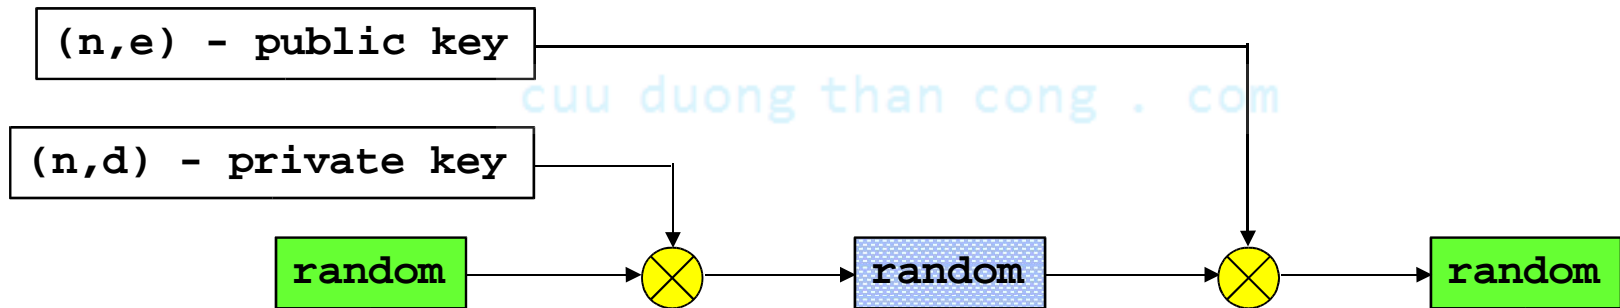 (n,e) - public key
cuu duong than cong . com
(n,d) - private key
random
random
random